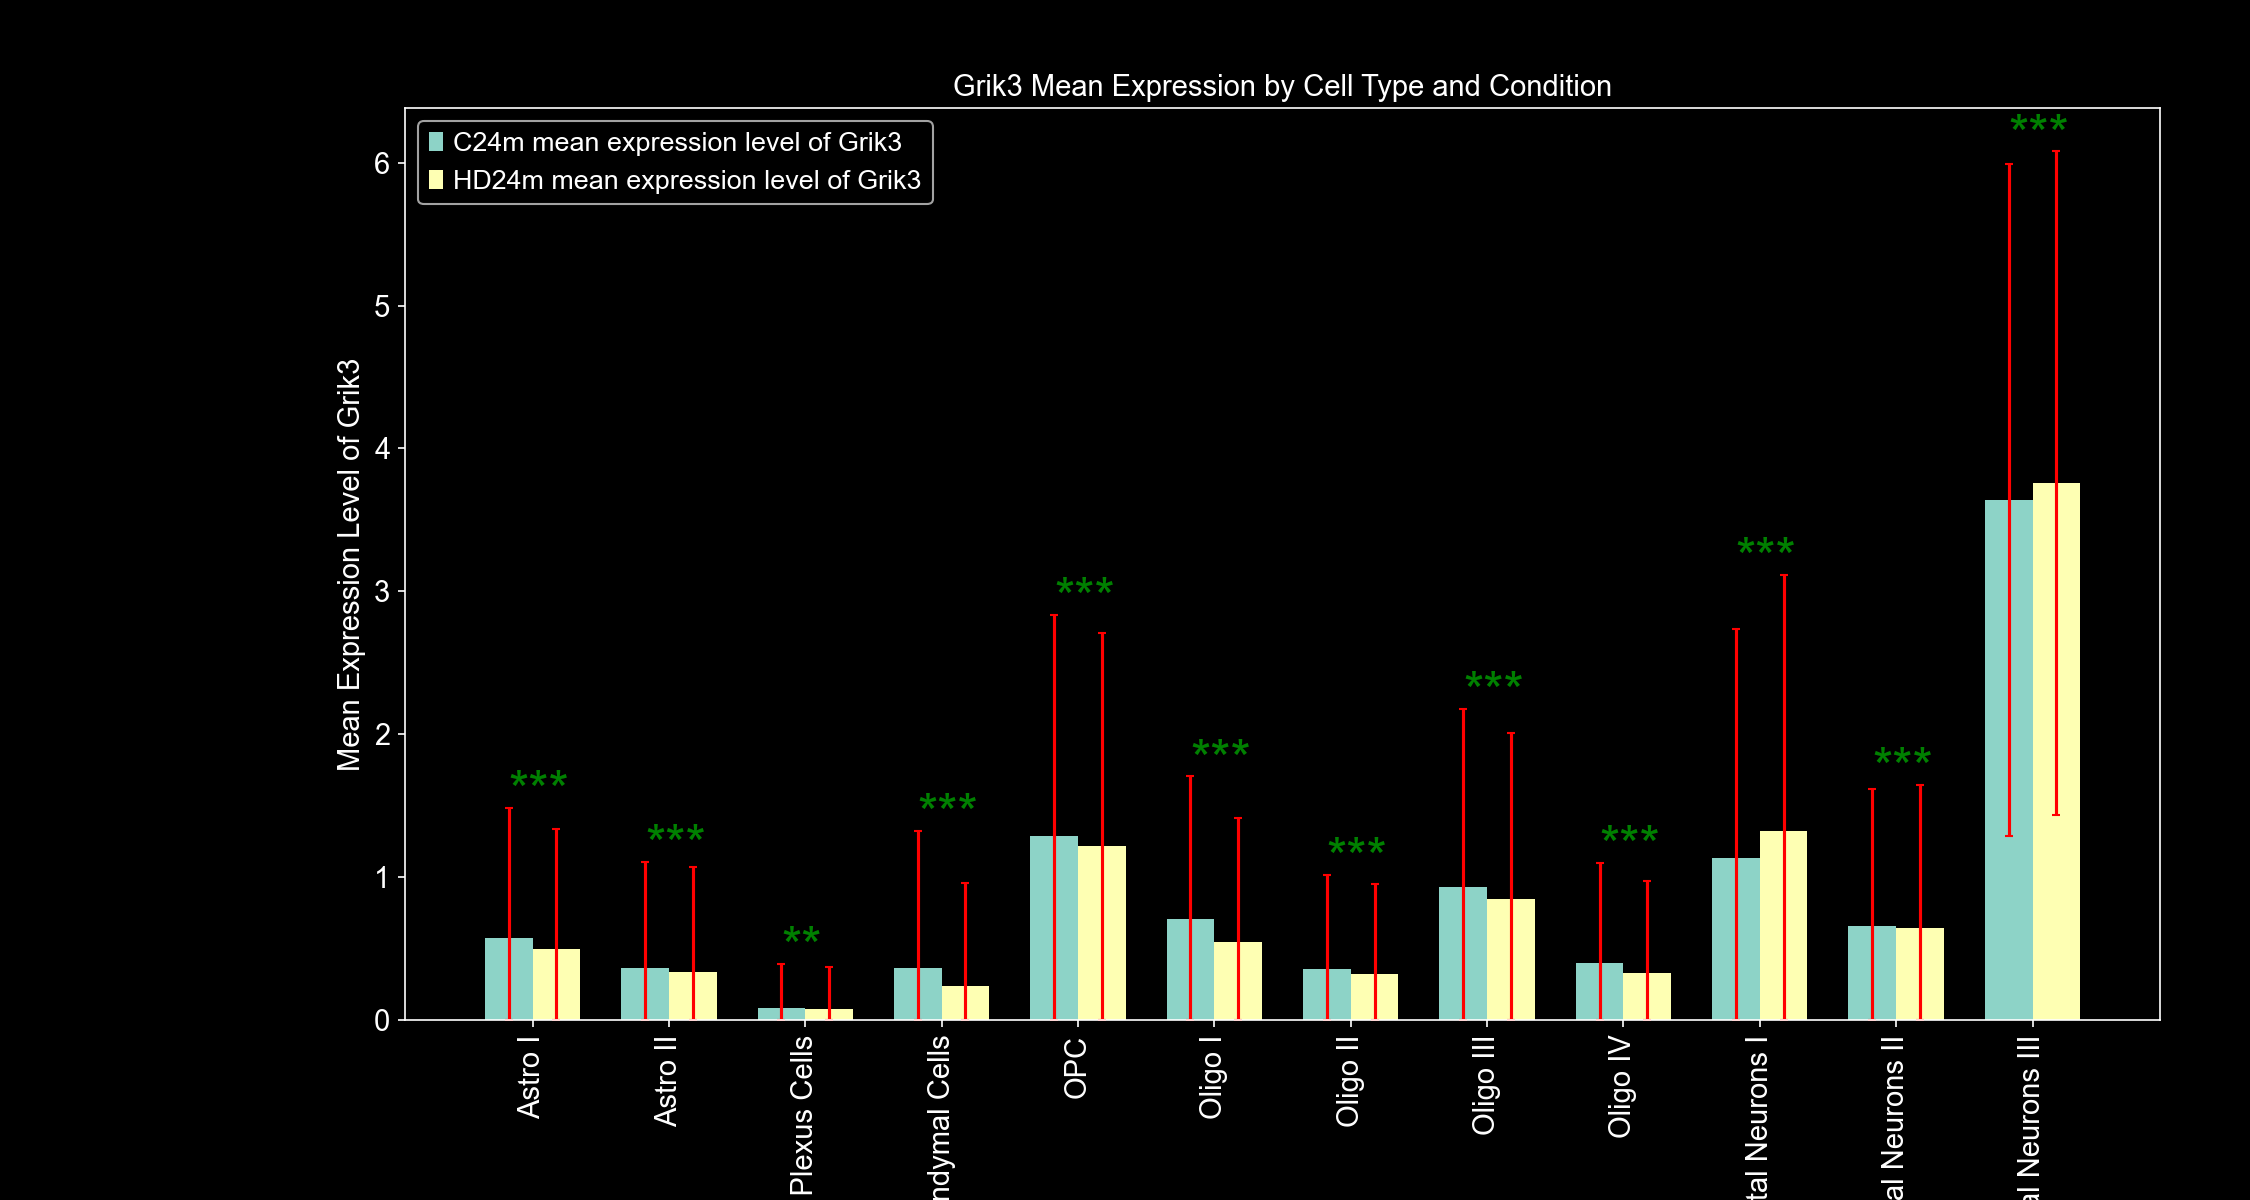 Grik3 Mean Expression by Cell Type and Condition
C24m mean expression level of Grik3
HD24m mean expression level of Grik3
Mean Expression Level of Grik3
6
5
4
3
2
1
0
***
***
**
***
***
***
***
***
***
***
***
***
Astro I
Astro II
Plexus Cells
ndymal Cells
OPC
Oligo I
Oligo II
Oligo III
Oligo IV
tal Neurons I
al Neurons II
al Neurons III